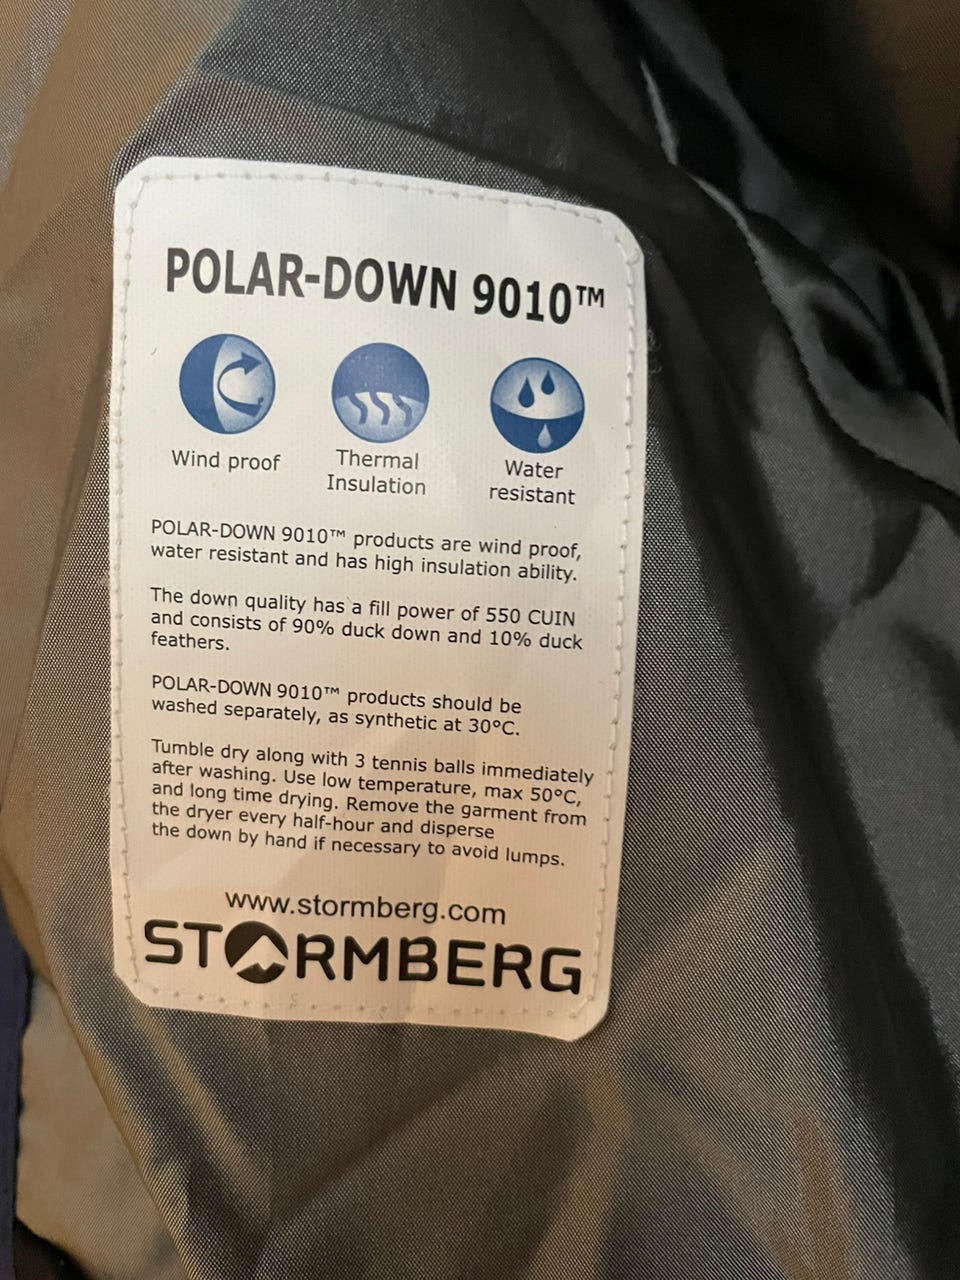 POLAR-DOWN 9010™
Wind proof
Thermal
Insulation
Water
resistant
POLAR-DOWN 9010™ products are wind proof,
water resistant and has high insulation ability.
The down quality has a fill power of 550 CUIN
and consists of 90% duck down and 10% duck
feathers.
POLAR-DOWN 9010™ products should be
washed separately, as synthetic at 30°C.
Tumble dry along with 3 tennis balls immediately
after washing. Use low temperature, max 50°C,
and long time drying. Remove the garment from
the dryer every half-hour and disperse
the down by hand if necessary to avoid lumps.
www.stormberg.com
STORMBERG